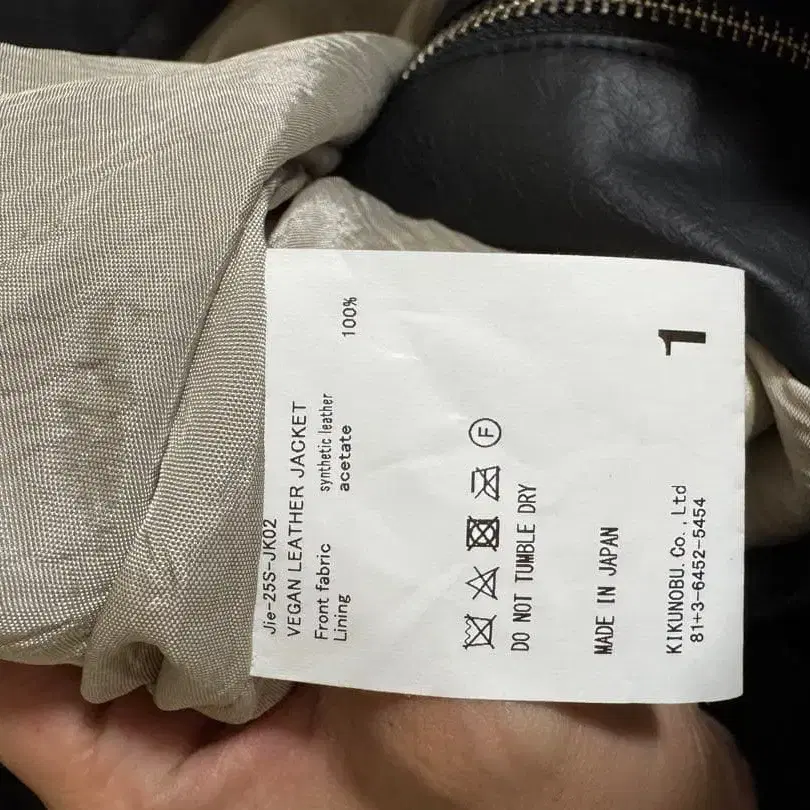 Jie-25S-JK02
VEGAN LEATHER JACKET
Front fabric synthetic leather
Lining acetate 100%
F
DO NOT TUMBLE DRY
MADE IN JAPAN
KIKUNOBU. Co., Ltd
81+3-6452-5454
1